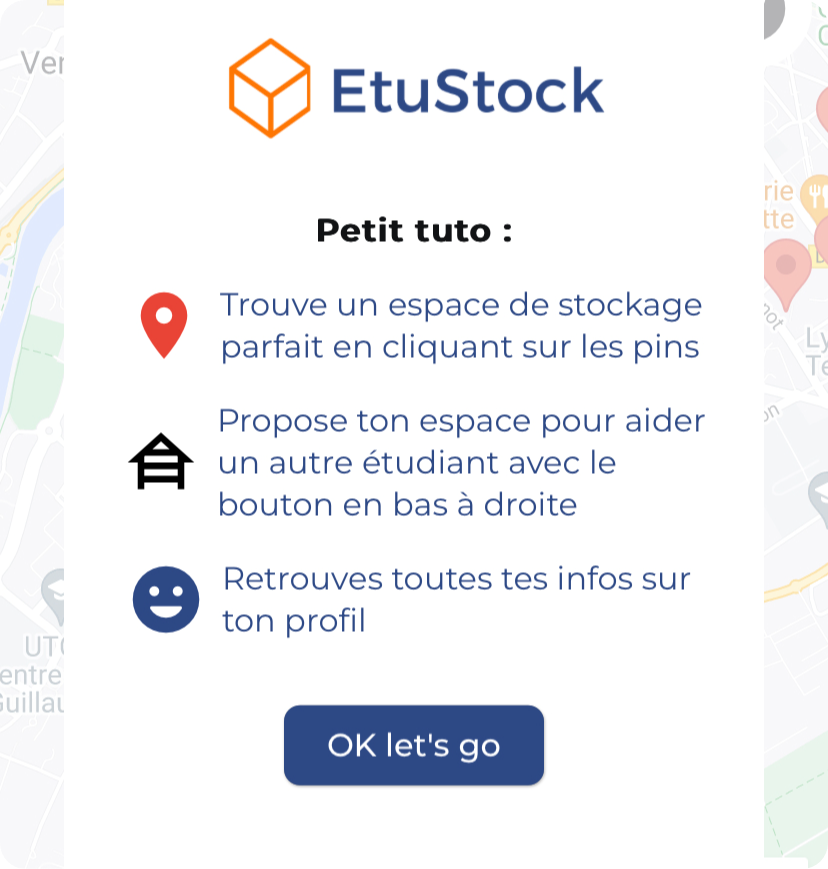 EtuStock
Petit tuto :
Trouve un espace de stockage
parfait en cliquant sur les pins
Propose ton espace pour aider
un autre étudiant avec le
bouton en bas à droite
Retrouves toutes tes infos sur
ton profil
OK let's go
Ver
rie
tte
Ly
Te
UTC
entre
Guillau